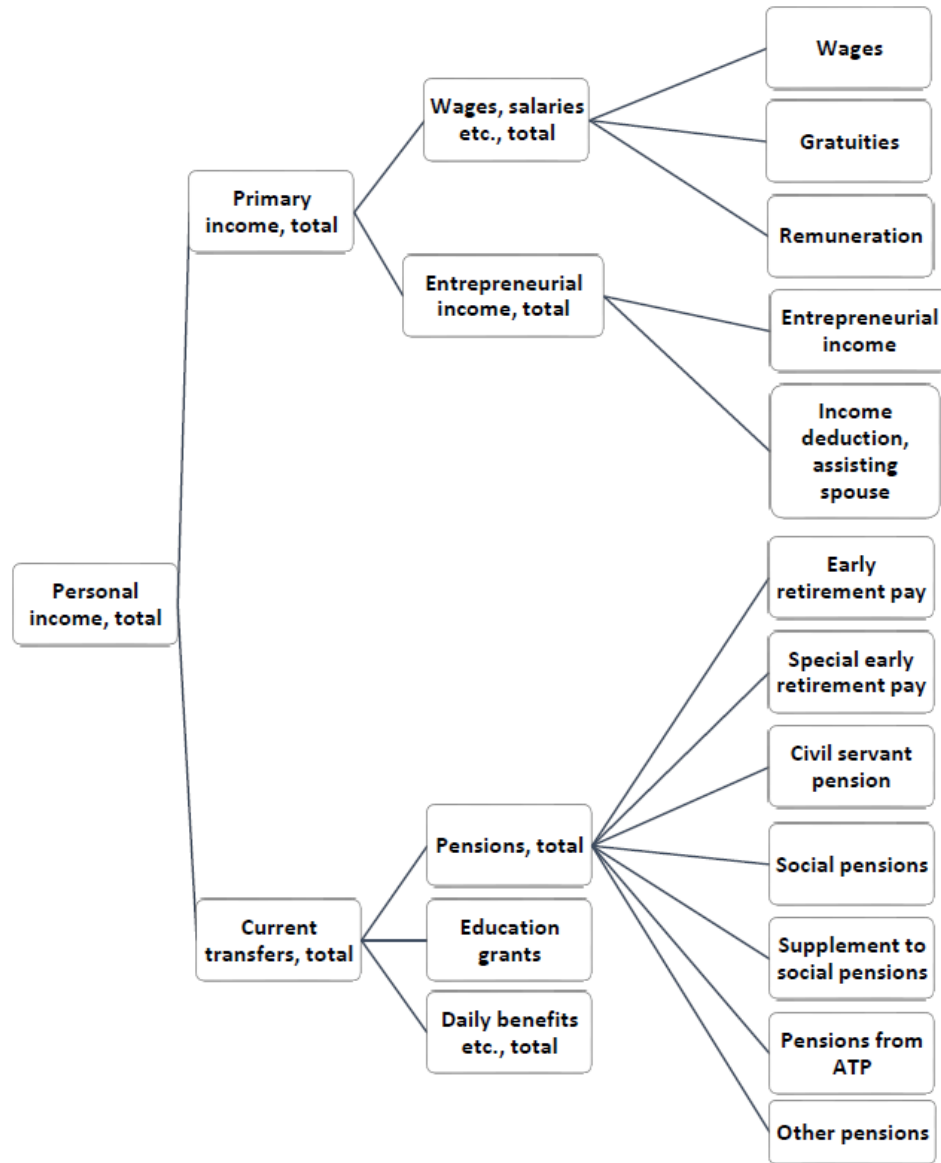 Wages
Wages, salaries
etc., total
Gratuities
Primary
income, total
Remuneration
Entrepreneurial
income, total
Entrepreneurial
income
Income
deduction,
assisting
spouse
Personal
income, total
Early
retirement pay
Special early
retirement pay
Civil servant
pension
Pensions, total
Social pensions
Current
transfers, total
Education
grants
Supplement to
social pensions
Daily benefits
etc., total
Pensions from
ATP
Other pensions